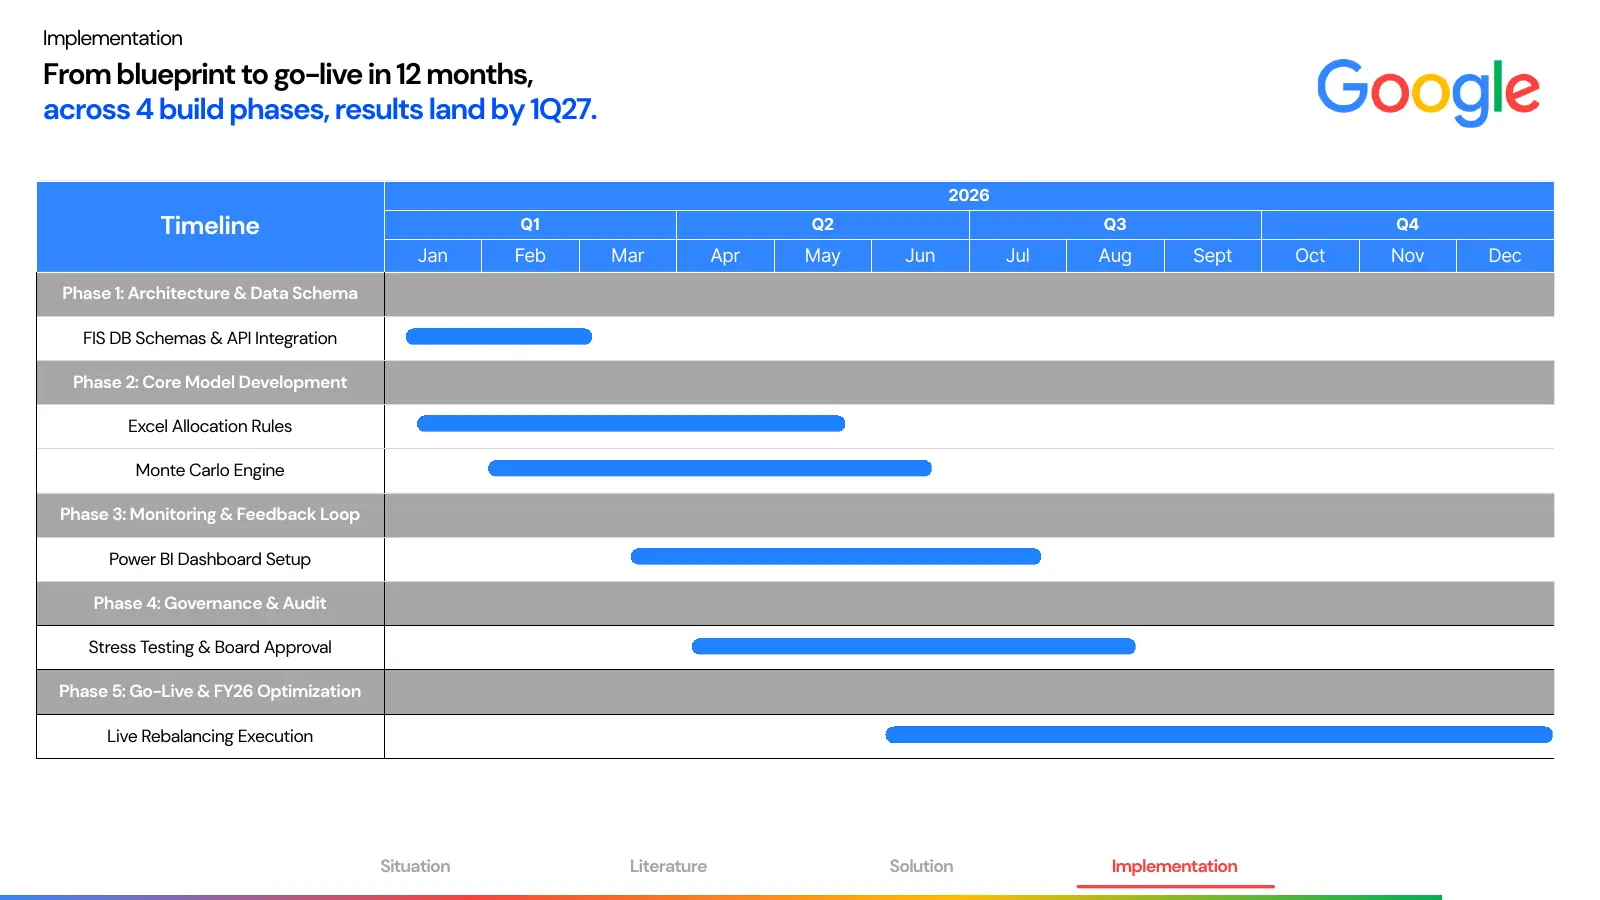 Implementation
From blueprint to go-live in 12 months,
across 4 build phases, results land by 1Q27.
Google
Timeline
2026
Q1 Q2 Q3 Q4
Jan Feb Mar Apr May Jun Jul Aug Sept Oct Nov Dec
Phase 1: Architecture & Data Schema
FIS DB Schemas & API Integration
Phase 2: Core Model Development
Excel Allocation Rules
Monte Carlo Engine
Phase 3: Monitoring & Feedback Loop
Power BI Dashboard Setup
Phase 4: Governance & Audit
Stress Testing & Board Approval
Phase 5: Go-Live & FY26 Optimization
Live Rebalancing Execution
Situation Literature Solution Implementation